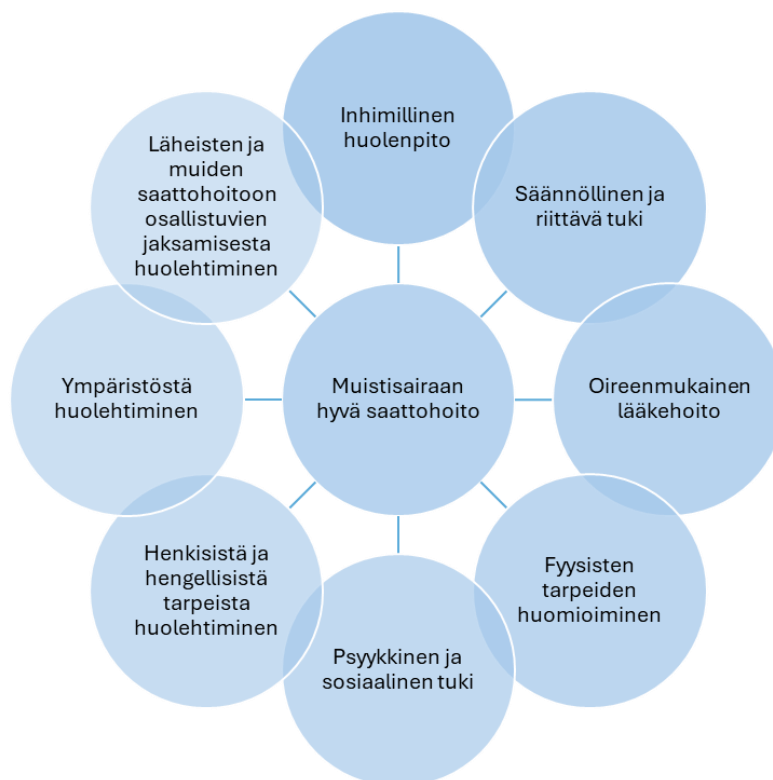 Inhimillinen
huolenpito
Säännöllinen ja
riittävä tuki
Oireenmukainen
lääkehoito
Fyysisten
tarpeiden
huomioiminen
Psyykkinen ja
sosiaalinen tuki
Henkisistä ja
hengellisistä
tarpeista
huolehtiminen
Ympäristöstä
huolehtiminen
Läheisten ja
muiden
saattohoitoon
osallistuvien
jaksamisesta
huolehtiminen
Muistisairaan
hyvä saattohoito